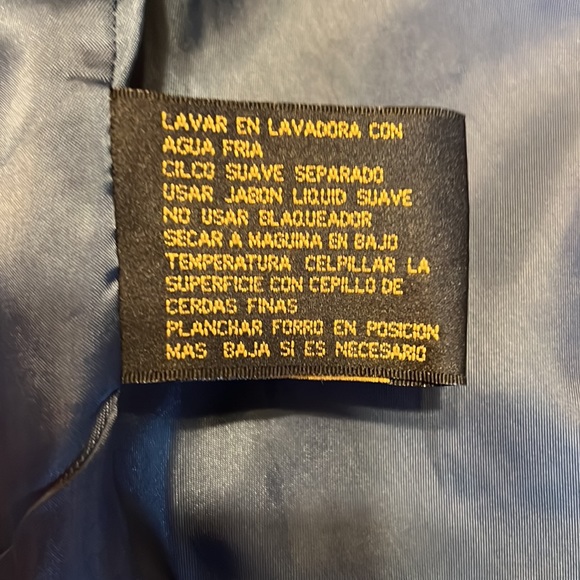 LAVAR EN LAVADORA CON
AGUA FRIA
CILCO SUAVE SEPARADO
USAR JABON LIQUID SUAVE
NO USAR BLAQUEADOR
SECAR A MAGUINA EN BAJO
TEMPERATURA CELPILLAR LA
SUPERFICIE CON CEPILLO DE
CERDAS FINAS
PLANCHAR FORRO EN POSICION
MAS BAJA SI ES NECESARIO